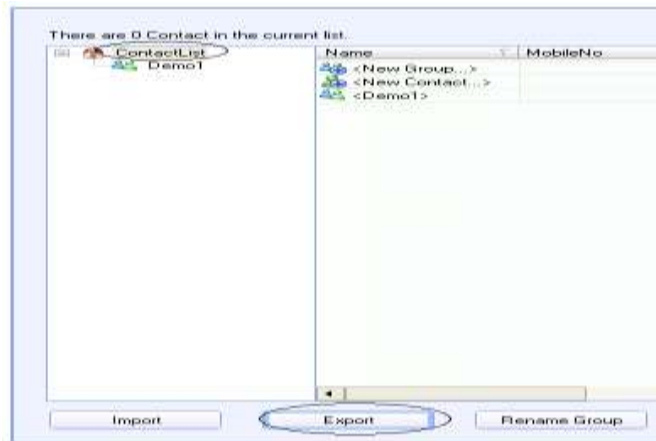 There are 0 Contact in the current list.
ContactList
Demo1
Name MobileNo
<New Group...>
<New Contact...>
<Demo1>
Import Export Rename Group